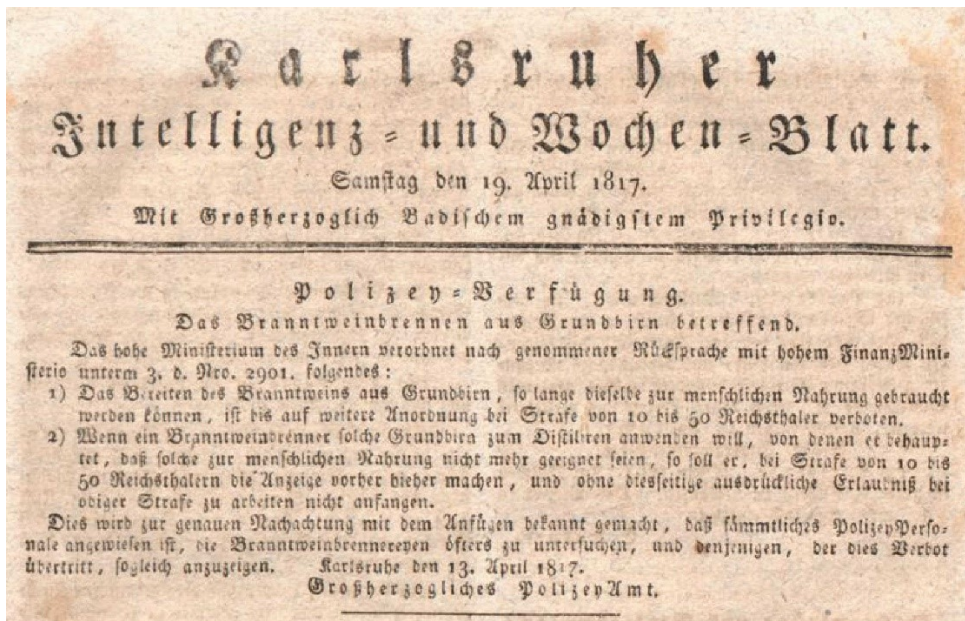 Karlsruher
Intelligenz- und Wochen-Blatt.
Samstag den 19. April 1817.
Mit Großherzoglich Badischem gnädigstem Privilegio.
Polizey-Verfügung.
Das Branntweinbrennen aus Grundbirn betreffend.
Das hohe Ministerium des Innern verordnet nach genommener Rücksprache mit hohem FinanzMini-
sterio unterm 3. d. Nro. 2901. folgendes:
1) Das Bereiten des Branntweins aus Grundbirn, so lange dieselbe zur menschlichen Nahrung gebraucht
werden können, ist bis auf weitere Anordnung bei Strafe von 10 bis 50 Reichsthaler verboten.
2) Wenn ein Branntweinbrenner solche Grundbirn zum Distiliren anwenden will, von denen er behaup-
tet, daß solche zur menschlichen Nahrung nicht mehr geeignet seien, so soll er, bei Strafe von 10 bis
50 Reichsthalern die Anzeige vorher hieher machen, und ohne diesseitige ausdrückliche Erlaubniß bei
obiger Strafe zu arbeiten nicht anfangen.
Dies wird zur genauen Nachachtung mit dem Anfügen bekannt gemacht, daß sämmtliches PolizeyPerso-
nale angewiesen ist, die Branntweinbrennereyen öfters zu untersuchen, und denjenigen, der dies Verbot
übertritt, sogleich anzuzeigen. Karlsruhe den 13. April 1817.
Großherzogliches PolizeyAmt.